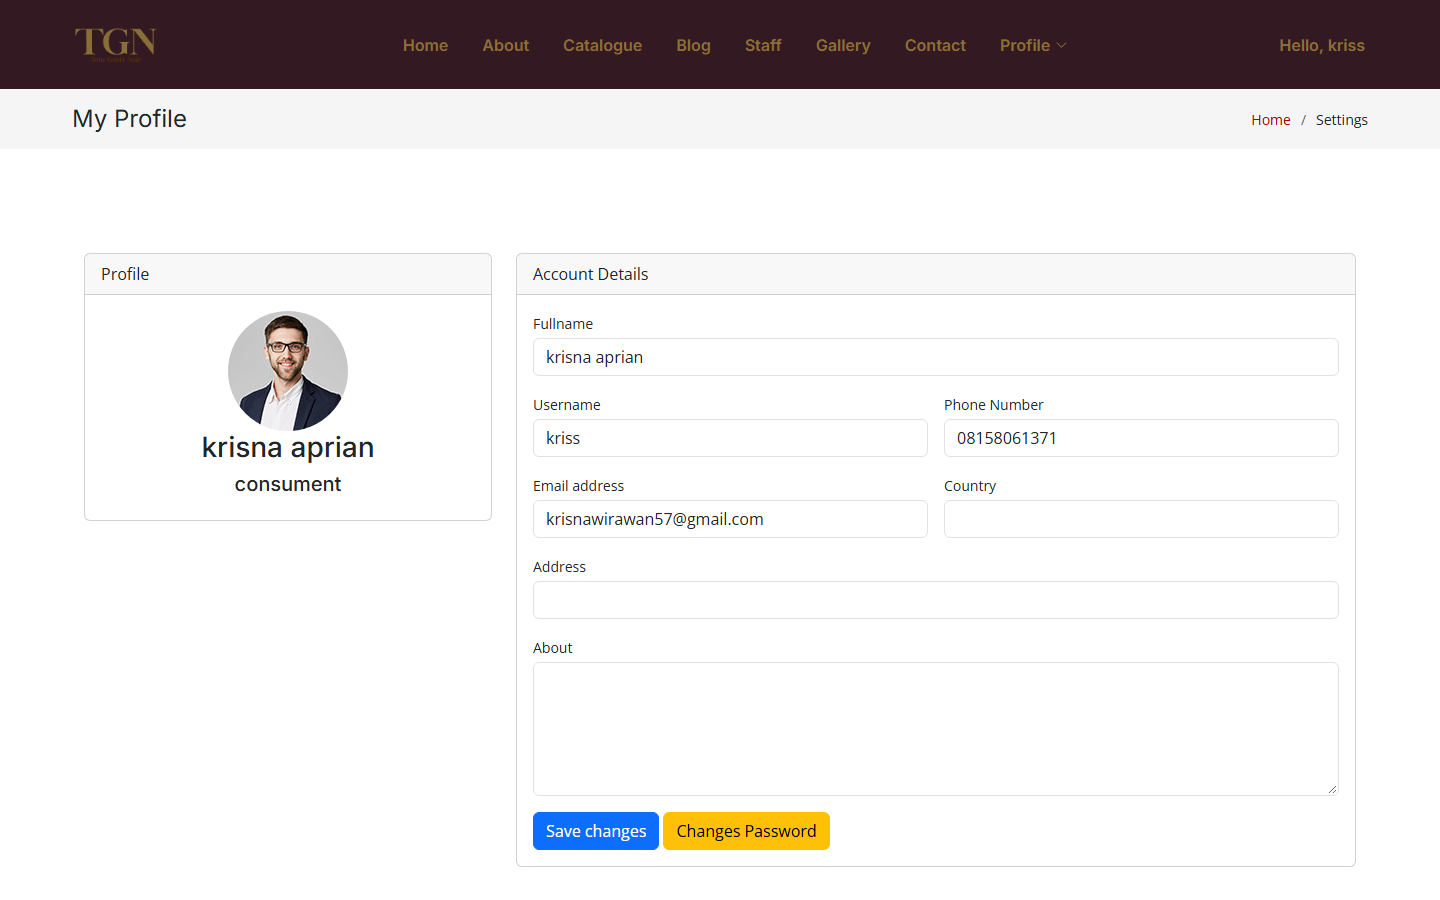 TGN
Home About Catalogue Blog Staff Gallery Contact Profile
Hello, kriss
My Profile
Home / Settings
Profile
krisna aprian
consument
Account Details
Fullname
krisna aprian
Username Phone Number
kriss 08158061371
Email address Country
krisnawirawan57@gmail.com
Address
About
Save changes Changes Password